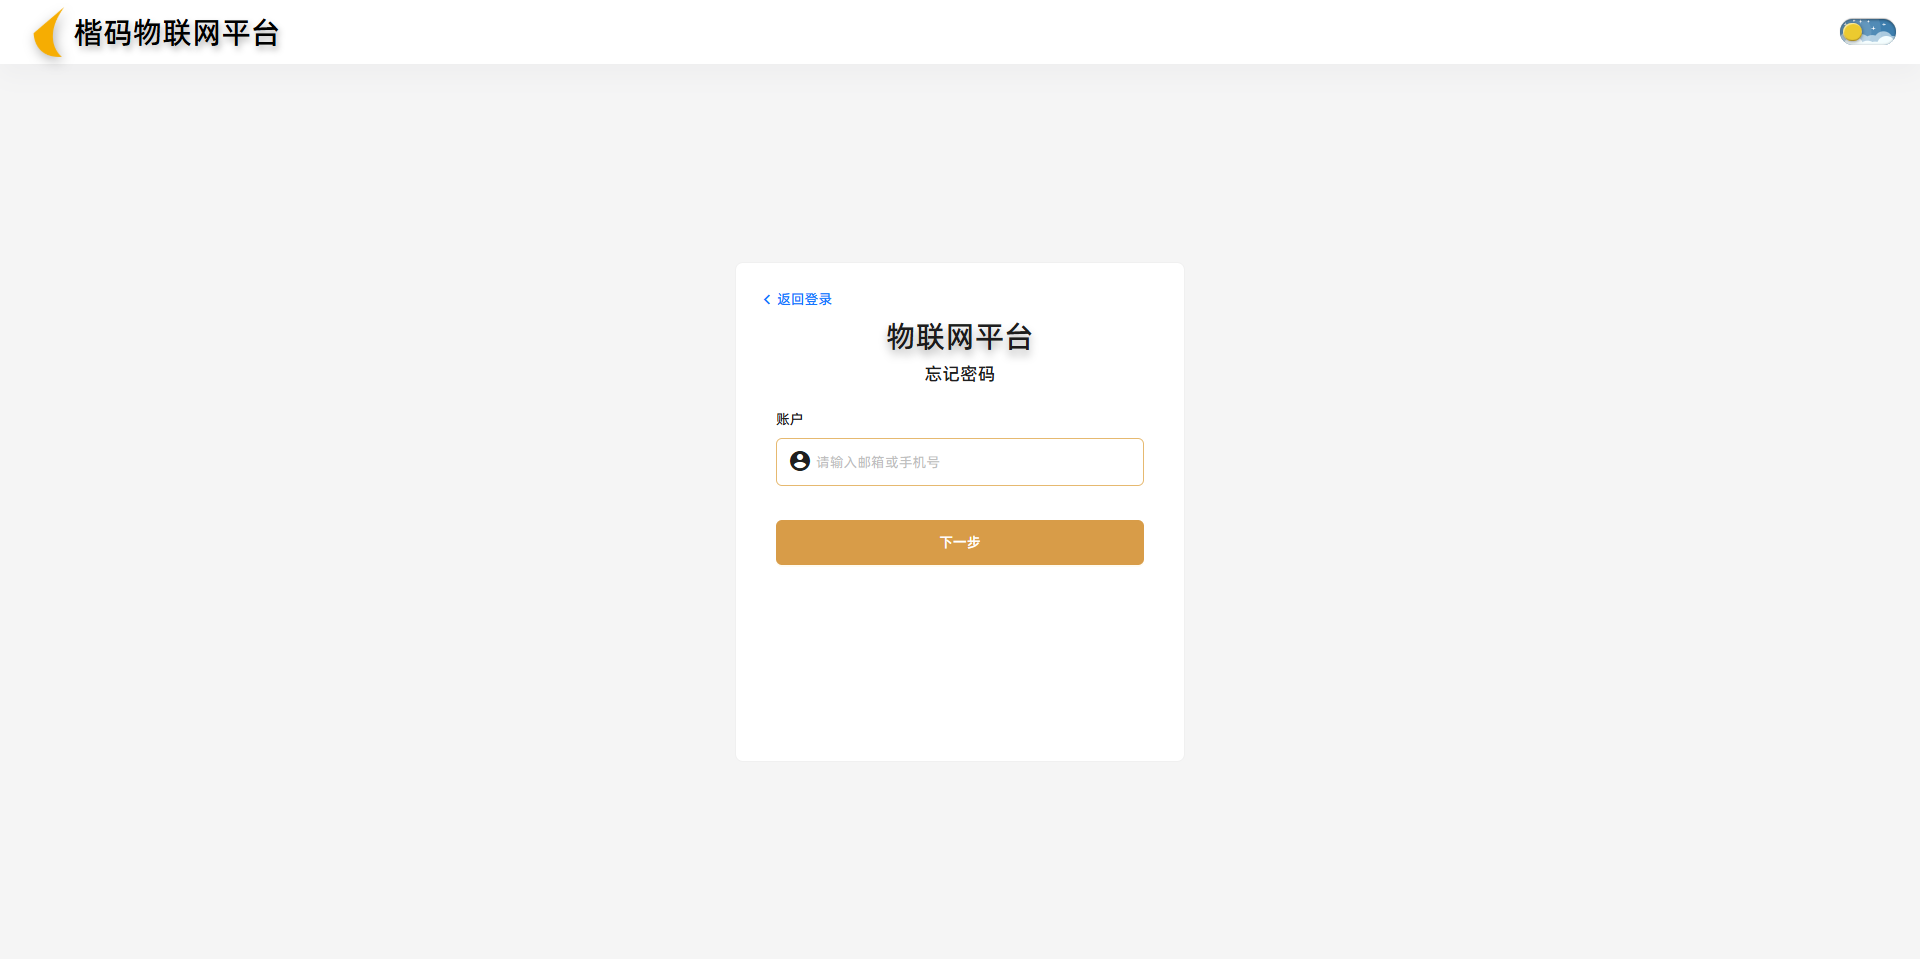 楷码物联网平台
返回登录
物联网平台
忘记密码
账户
请输入邮箱或手机号
下一步